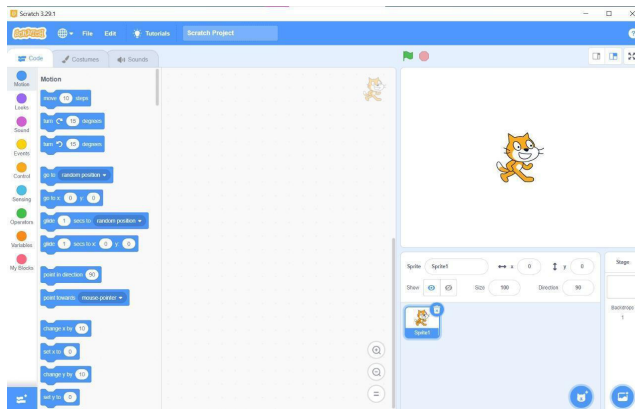 Scratch 3.29.1
SCRATCH
File Edit Tutorials Scratch Project
Code Costumes Sounds
Motion
Looks
Sound
Events
Control
Sensing
Operators
Variables
My Blocks
Motion
move 10 steps
turn 15 degrees
turn 15 degrees
go to random position
go to x: 0 y: 0
glide 1 secs to random position
glide 1 secs to x: 0 y: 0
point in direction 90
point towards mouse-pointer
change x by 10
set x to 0
change y by 10
set y to 0
Sprite Sprite1 x 0 y 0
Show Size 100 Direction 90
Sprite1
Stage
Backdrops
1